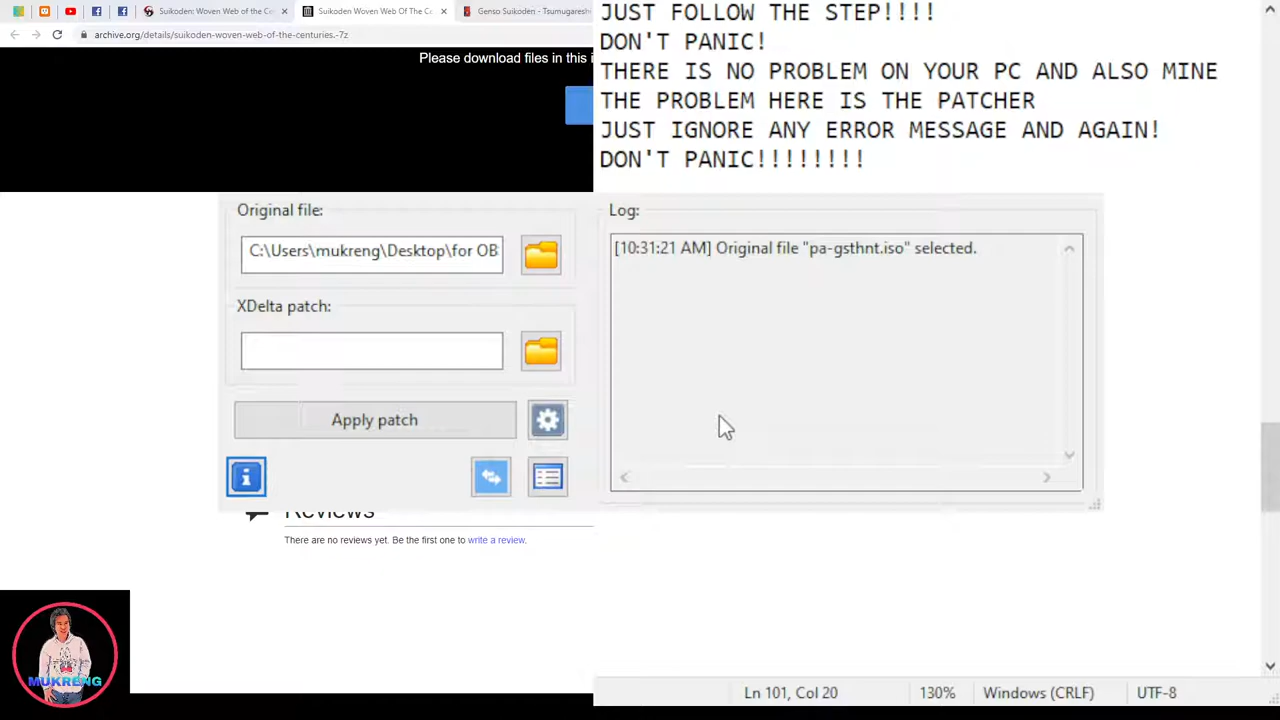 Suikoden: Woven Web of the Ce
Suikoden Woven Web Of The Ce
Genso Suikoden - Tsumugaresh
archive.org/details/suikoden-woven-web-of-the-centuries.-7z
Please download files in this i
JUST FOLLOW THE STEP!!!!
DON'T PANIC!
THERE IS NO PROBLEM ON YOUR PC AND ALSO MINE
THE PROBLEM HERE IS THE PATCHER
JUST IGNORE ANY ERROR MESSAGE AND AGAIN!
DON'T PANIC!!!!!!!!
Original file:
C:\Users\mukreng\Desktop\for OB
XDelta patch:
Apply patch
Log:
[10:31:21 AM] Original file "pa-gsthnt.iso" selected.
Reviews
There are no reviews yet. Be the first one to write a review.
MUKRENG
Ln 101, Col 20
130%
Windows (CRLF)
UTF-8